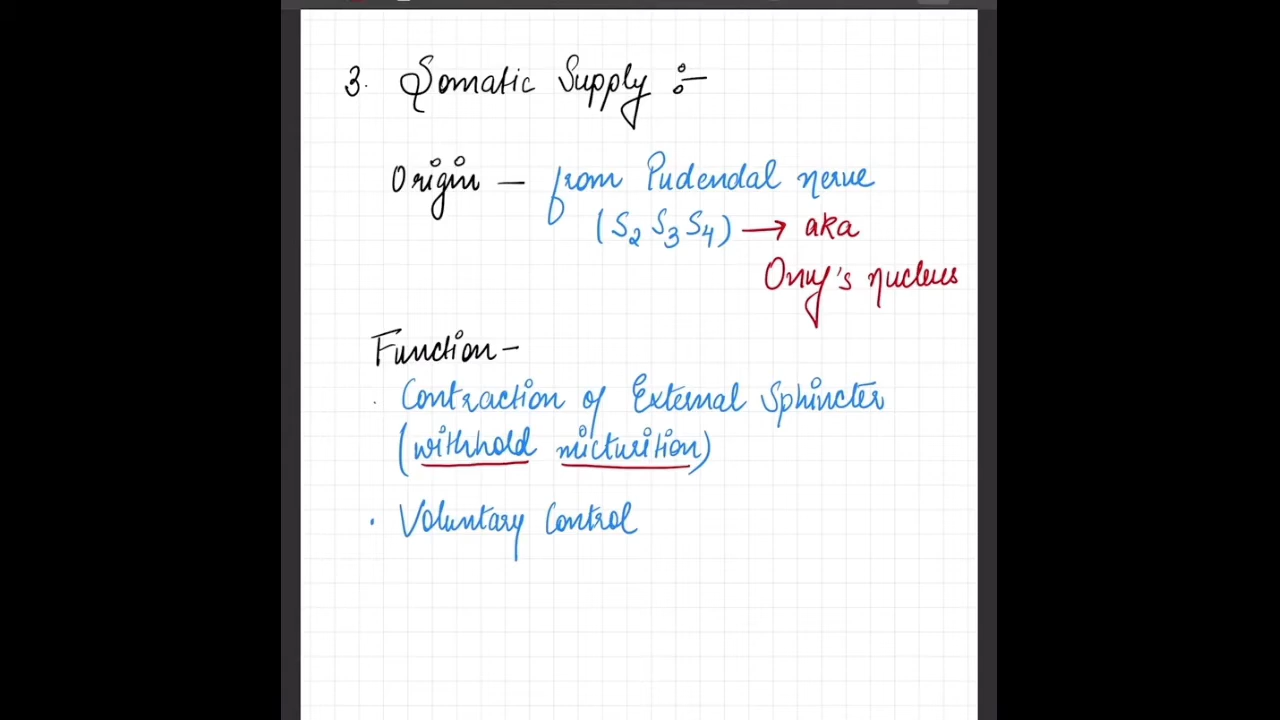 3. Somatic Supply :-
Origin - from Pudendal nerve
(S2 S3 S4) → aka
Onuf's nucleus
Function -
. Contraction of External Sphincter
(withhold micturition)
· Voluntary Control